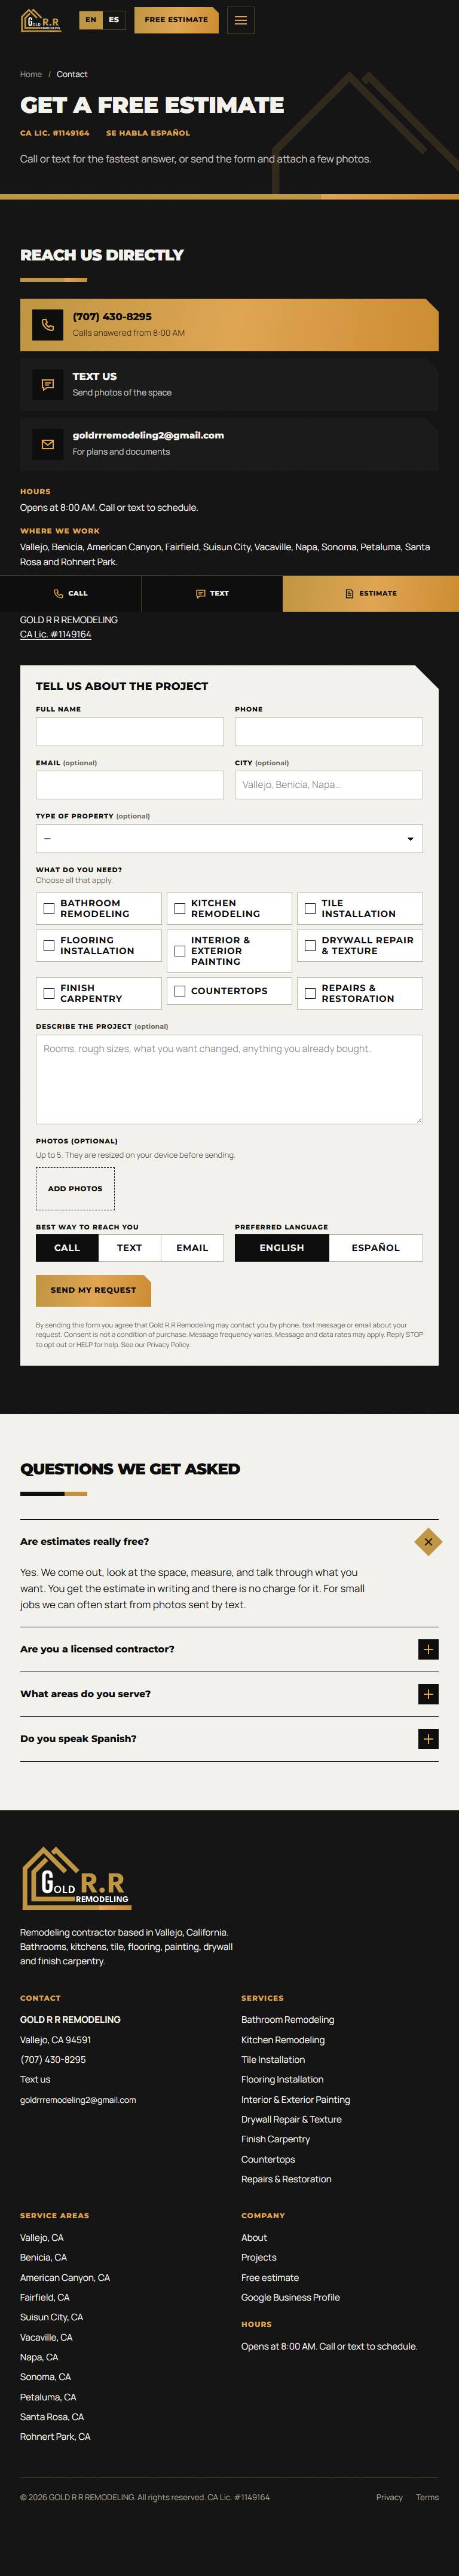 GOLD R.R
REMODELING
EN ES
FREE ESTIMATE
Home / Contact
GET A FREE ESTIMATE
CA LIC. #1149164 SE HABLA ESPAÑOL
Call or text for the fastest answer, or send the form and attach a few photos.
REACH US DIRECTLY
(707) 430-8295
Calls answered from 8:00 AM
TEXT US
Send photos of the space
goldrrremodeling2@gmail.com
For plans and documents
HOURS
Opens at 8:00 AM. Call or text to schedule.
WHERE WE WORK
Vallejo, Benicia, American Canyon, Fairfield, Suisun City, Vacaville, Napa, Sonoma, Petaluma, Santa
Rosa and Rohnert Park.
CALL TEXT ESTIMATE
GOLD R R REMODELING
CA Lic. #1149164
TELL US ABOUT THE PROJECT
FULL NAME PHONE
EMAIL (optional) CITY (optional)
Vallejo, Benicia, Napa...
TYPE OF PROPERTY (optional)
—
WHAT DO YOU NEED?
Choose all that apply.
BATHROOM REMODELING
KITCHEN REMODELING
TILE INSTALLATION
FLOORING INSTALLATION
INTERIOR & EXTERIOR PAINTING
DRYWALL REPAIR & TEXTURE
FINISH CARPENTRY
COUNTERTOPS
REPAIRS & RESTORATION
DESCRIBE THE PROJECT (optional)
Rooms, rough sizes, what you want changed, anything you already bought.
PHOTOS (OPTIONAL)
Up to 5. They are resized on your device before sending.
ADD PHOTOS
BEST WAY TO REACH YOU PREFERRED LANGUAGE
CALL TEXT EMAIL ENGLISH ESPAÑOL
SEND MY REQUEST
By sending this form you agree that Gold R.R Remodeling may contact you by phone, text message or email about your
request. Consent is not a condition of purchase. Message frequency varies. Message and data rates may apply. Reply STOP
to opt out or HELP for help. See our Privacy Policy.
QUESTIONS WE GET ASKED
Are estimates really free?
Yes. We come out, look at the space, measure, and talk through what you
want. You get the estimate in writing and there is no charge for it. For small
jobs we can often start from photos sent by text.
Are you a licensed contractor?
What areas do you serve?
Do you speak Spanish?
GOLD R.R
REMODELING
Remodeling contractor based in Vallejo, California.
Bathrooms, kitchens, tile, flooring, painting, drywall
and finish carpentry.
CONTACT
GOLD R R REMODELING
Vallejo, CA 94591
(707) 430-8295
Text us
goldrrremodeling2@gmail.com
SERVICES
Bathroom Remodeling
Kitchen Remodeling
Tile Installation
Flooring Installation
Interior & Exterior Painting
Drywall Repair & Texture
Finish Carpentry
Countertops
Repairs & Restoration
SERVICE AREAS
Vallejo, CA
Benicia, CA
American Canyon, CA
Fairfield, CA
Suisun City, CA
Vacaville, CA
Napa, CA
Sonoma, CA
Petaluma, CA
Santa Rosa, CA
Rohnert Park, CA
COMPANY
About
Projects
Free estimate
Google Business Profile
HOURS
Opens at 8:00 AM. Call or text to schedule.
© 2026 GOLD R R REMODELING. All rights reserved. CA Lic. #1149164 Privacy Terms